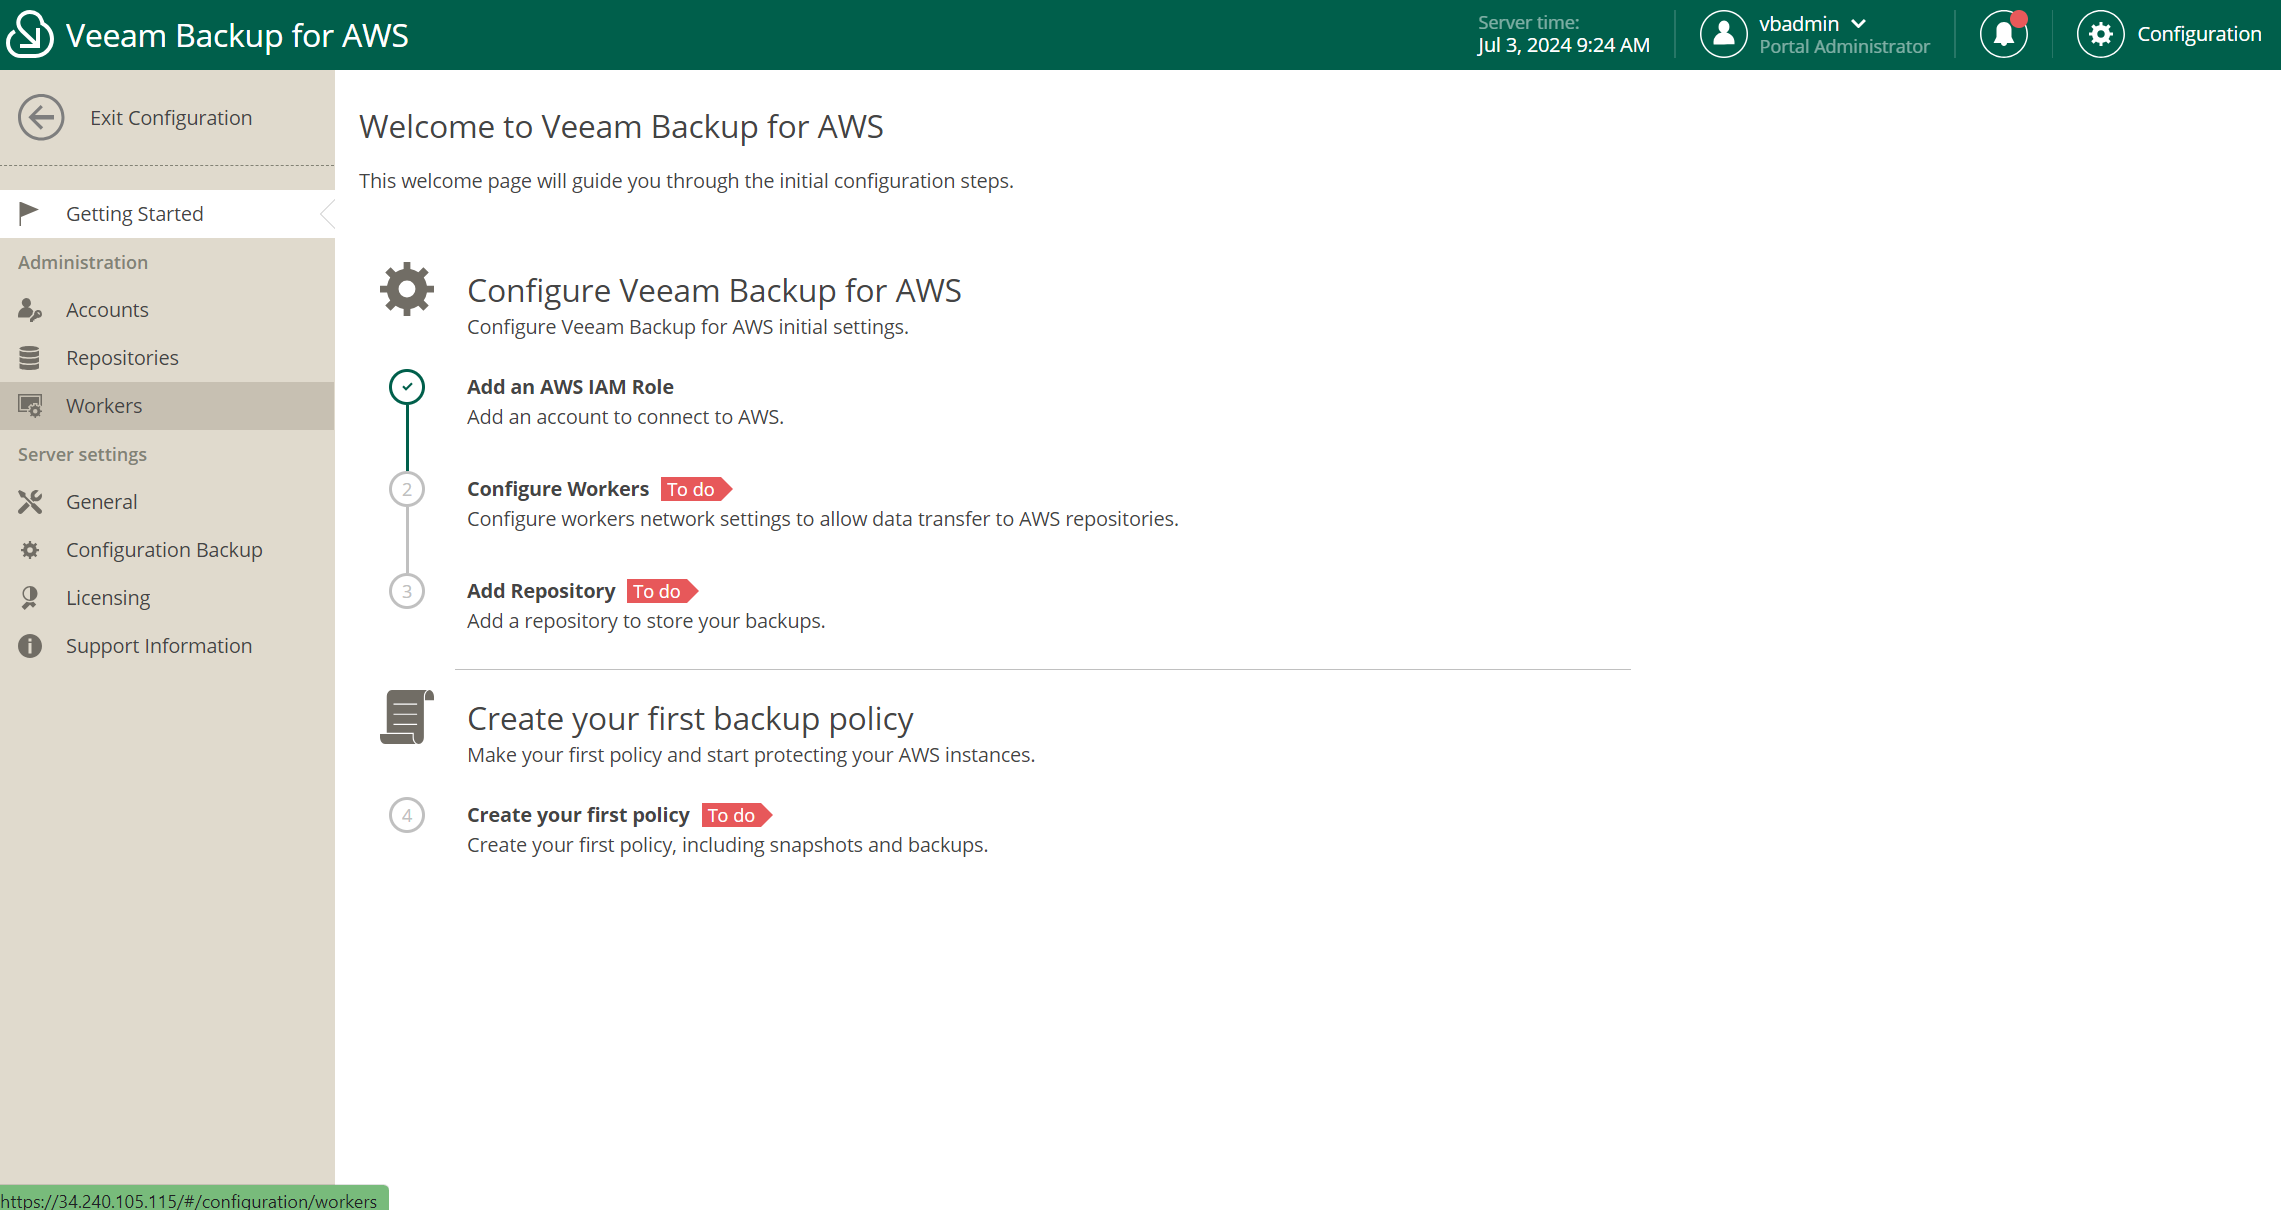 Veeam Backup for AWS
Server time:
Jul 3, 2024 9:24 AM
vbadmin
Portal Administrator
Configuration
Exit Configuration
Getting Started
Administration
Accounts
Repositories
Workers
Server settings
General
Configuration Backup
Licensing
Support Information
Welcome to Veeam Backup for AWS
This welcome page will guide you through the initial configuration steps.
Configure Veeam Backup for AWS
Configure Veeam Backup for AWS initial settings.
Add an AWS IAM Role
Add an account to connect to AWS.
2 Configure Workers To do
Configure workers network settings to allow data transfer to AWS repositories.
3 Add Repository To do
Add a repository to store your backups.
Create your first backup policy
Make your first policy and start protecting your AWS instances.
4 Create your first policy To do
Create your first policy, including snapshots and backups.
https://34.240.105.115/#/configuration/workers